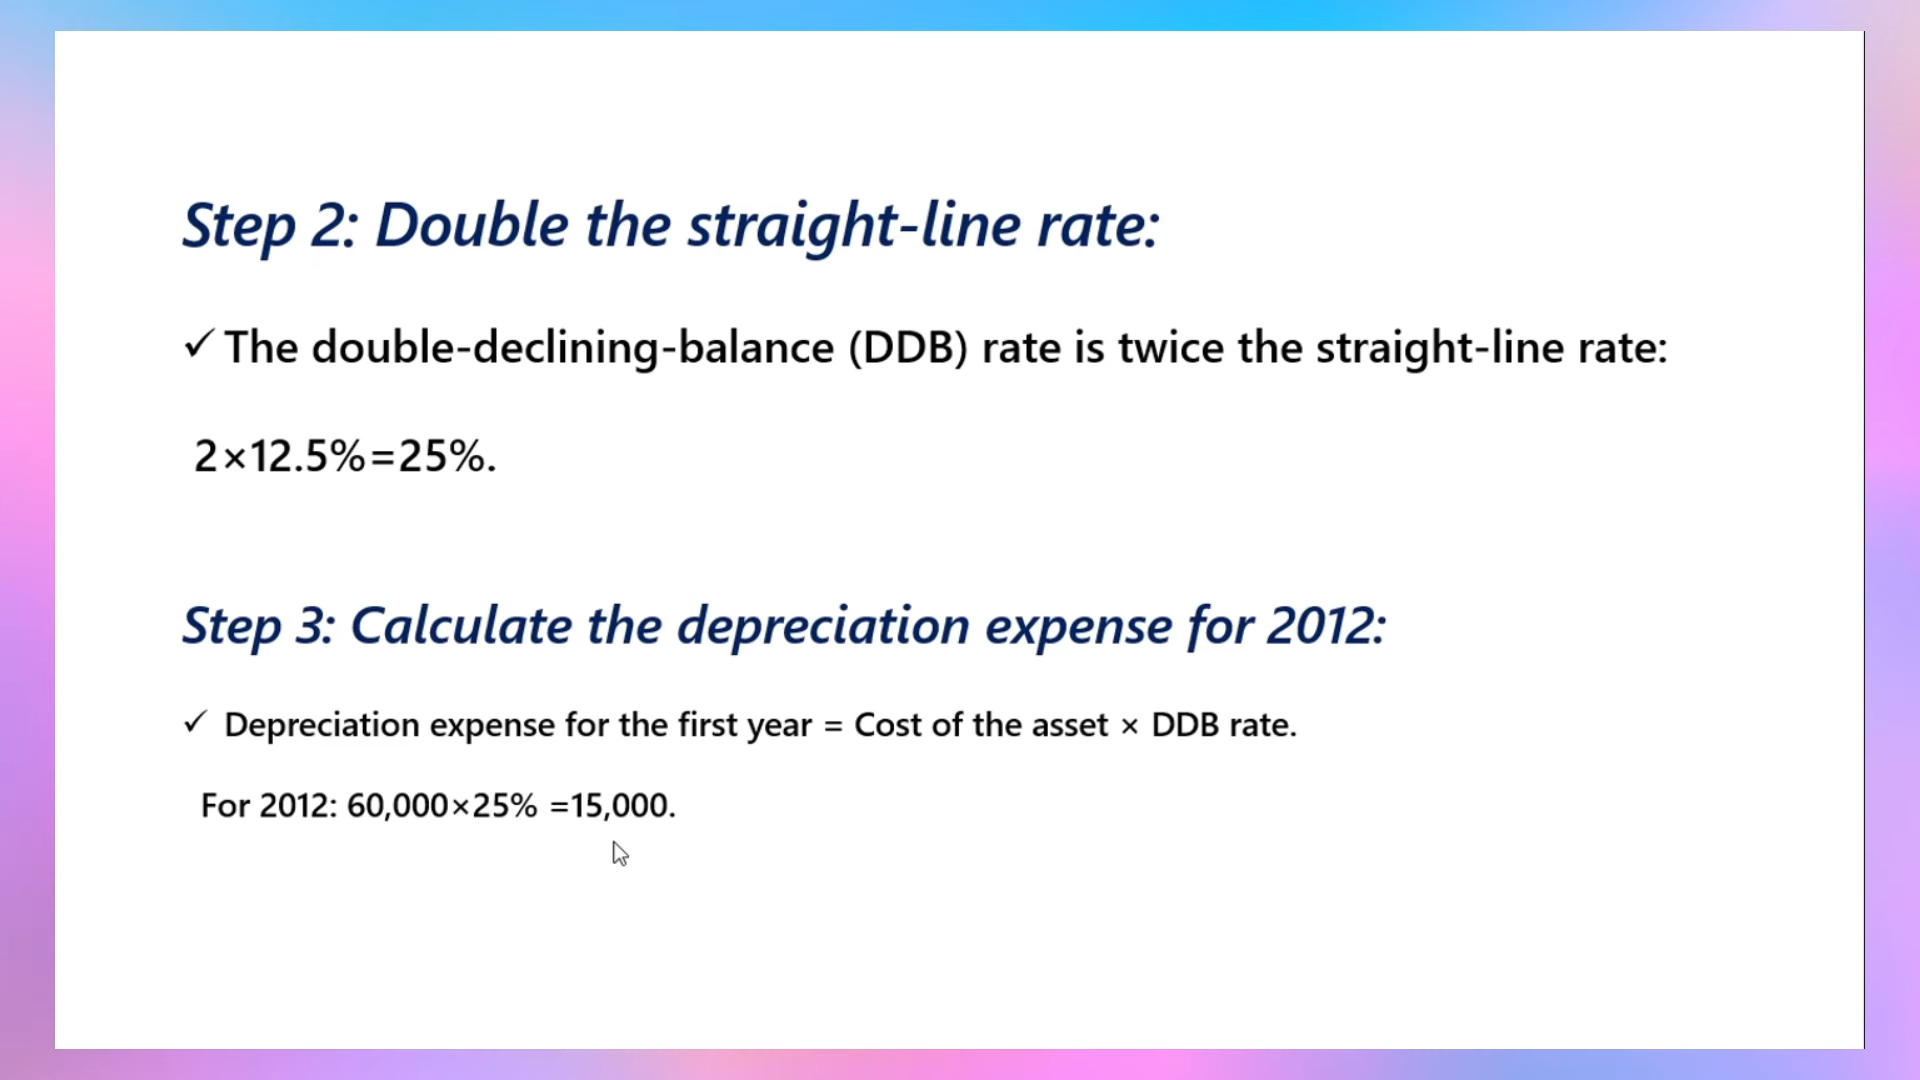 Step 2: Double the straight-line rate:
✓ The double-declining-balance (DDB) rate is twice the straight-line rate:
2×12.5%=25%.
Step 3: Calculate the depreciation expense for 2012:
✓ Depreciation expense for the first year = Cost of the asset × DDB rate.
For 2012: 60,000×25% =15,000.